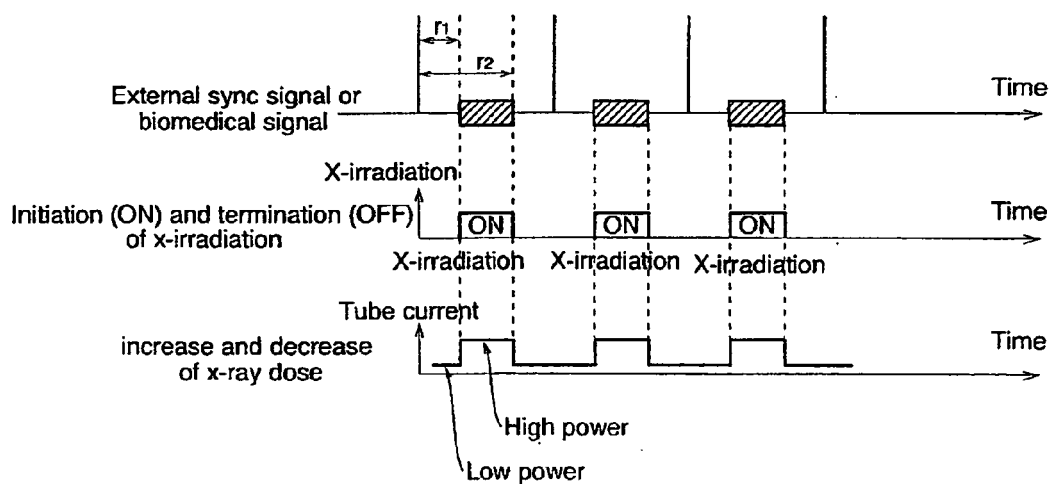 r1
r2
Time
External sync signal or
biomedical signal
X-irradiation
Time
Initiation (ON) and termination (OFF)
of x-irradiation
ON
ON
ON
X-irradiation
X-irradiation
X-irradiation
Tube current
Time
increase and decrease
of x-ray dose
High power
Low power